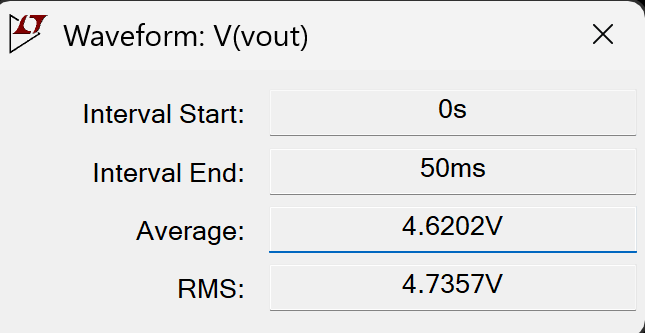 Waveform: V(vout)
Interval Start: 0s
Interval End: 50ms
Average: 4.6202V
RMS: 4.7357V